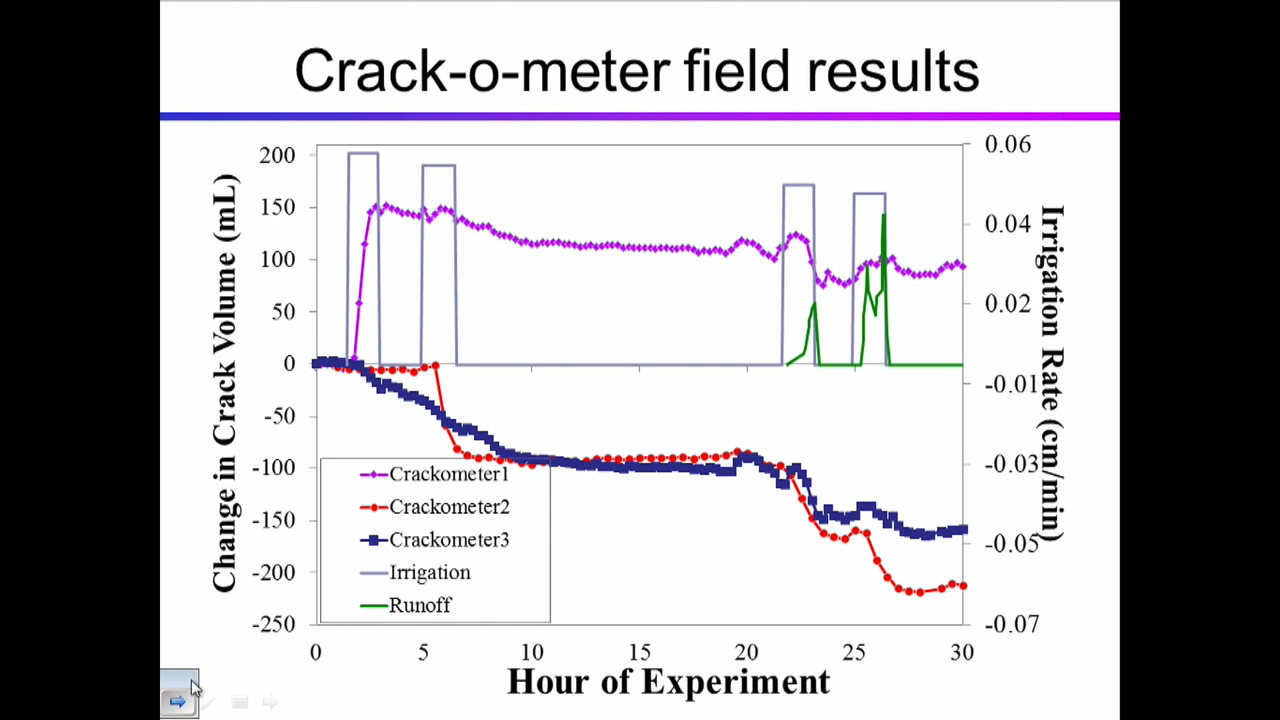 Crack-o-meter field results
Change in Crack Volume (mL)
200
150
100
50
0
-50
-100
-150
-200
-250
0.06
0.04
0.02
-0.01
-0.03
-0.05
-0.07
Irrigation Rate (cm/min)
Crackometer1
Crackometer2
Crackometer3
Irrigation
Runoff
0 5 10 15 20 25 30
Hour of Experiment